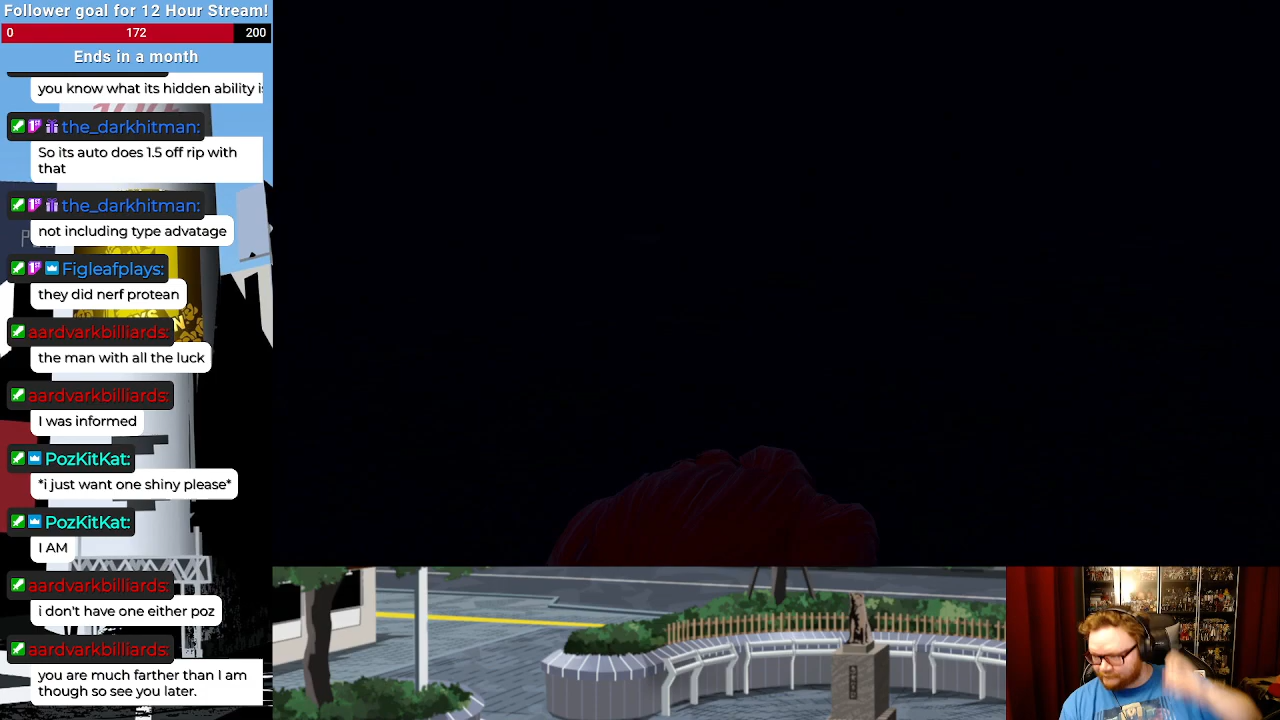 Follower goal for 12 Hour Stream!
0 172 200
Ends in a month
you know what its hidden ability
the_darkhitman:
So its auto does 1.5 off rip with
that
the_darkhitman:
not including type advatage
Figleafplays:
they did nerf protean
aardvarkbilliards:
the man with all the luck
aardvarkbilliards:
I was informed
PozKitKat:
*i just want one shiny please*
PozKitKat:
I AM
aardvarkbilliards:
i don't have one either poz
aardvarkbilliards:
you are much farther than I am
though so see you later.